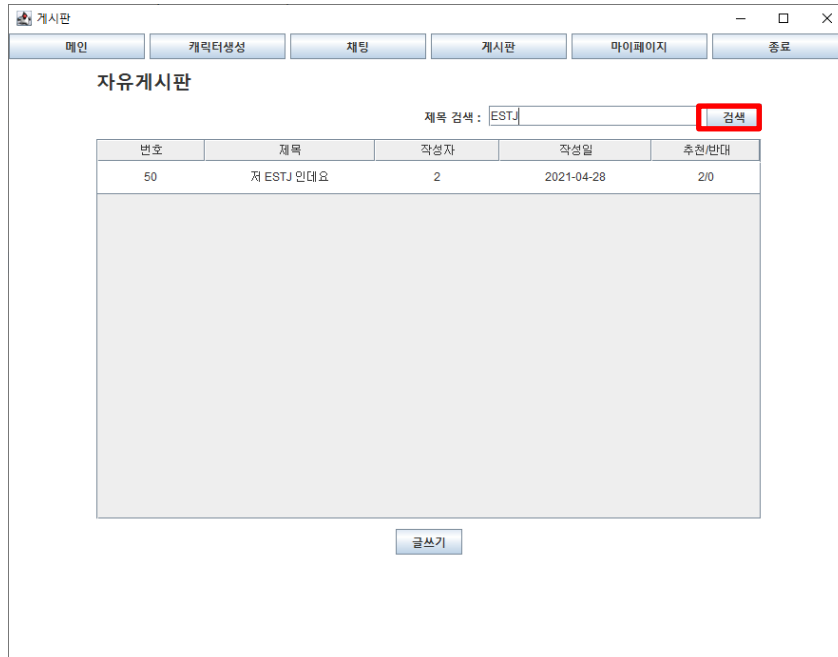 게시판
메인 캐릭터생성 채팅 게시판 마이페이지 종료
자유게시판
제목 검색 : ESTJ 검색
번호 제목 작성자 작성일 추천/반대
50 저 ESTJ 인데요 2 2021-04-28 2/0
글쓰기